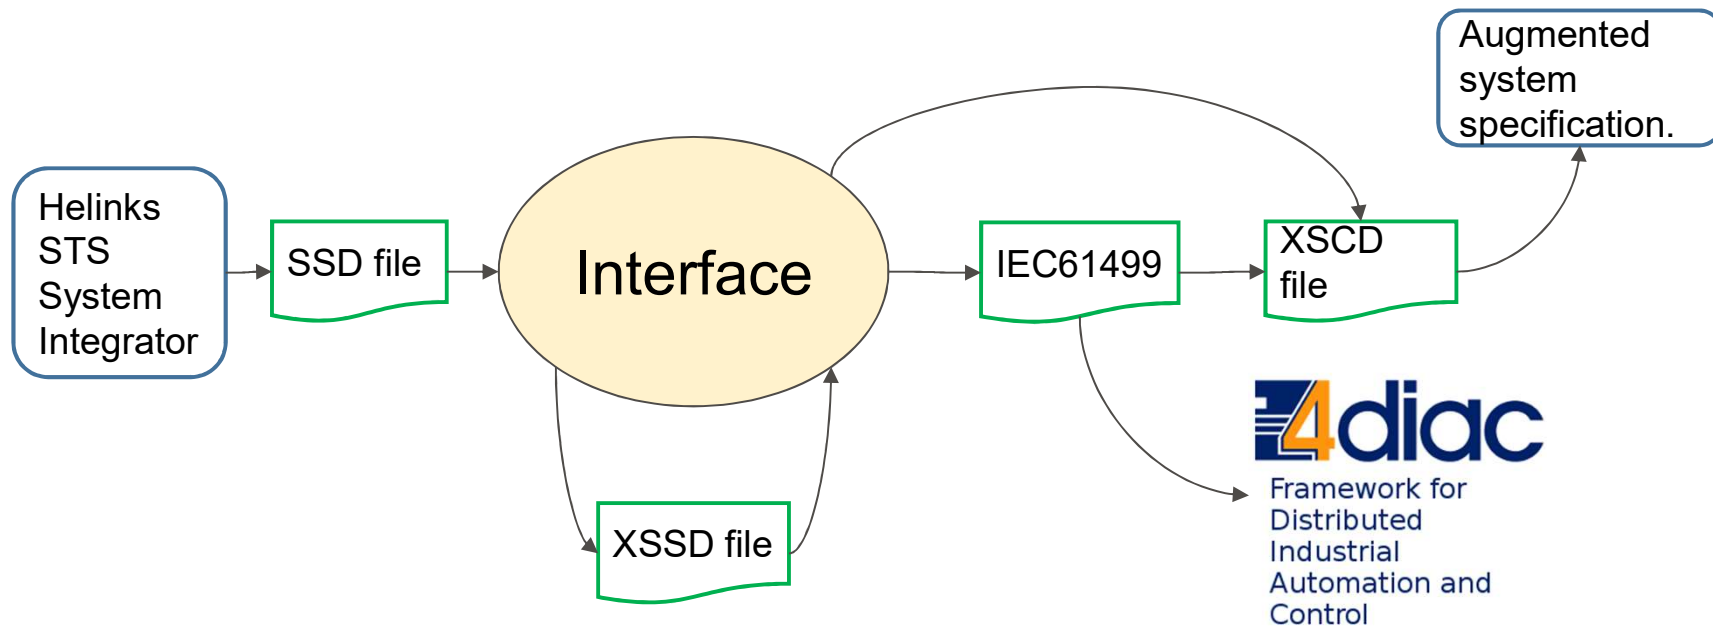 Augmented
system
specification.
Helinks
STS
System
Integrator
SSD file
Interface
IEC61499
XSCD
file
XSSD file
4diac
Framework for
Distributed
Industrial
Automation and
Control